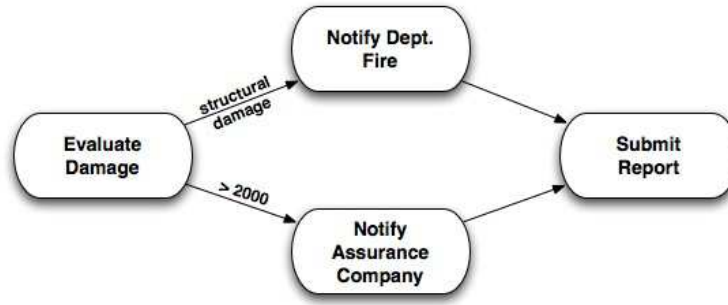 Notify Dept.
Fire
structural
damage
Evaluate
Damage
Submit
Report
> 2000
Notify
Assurance
Company